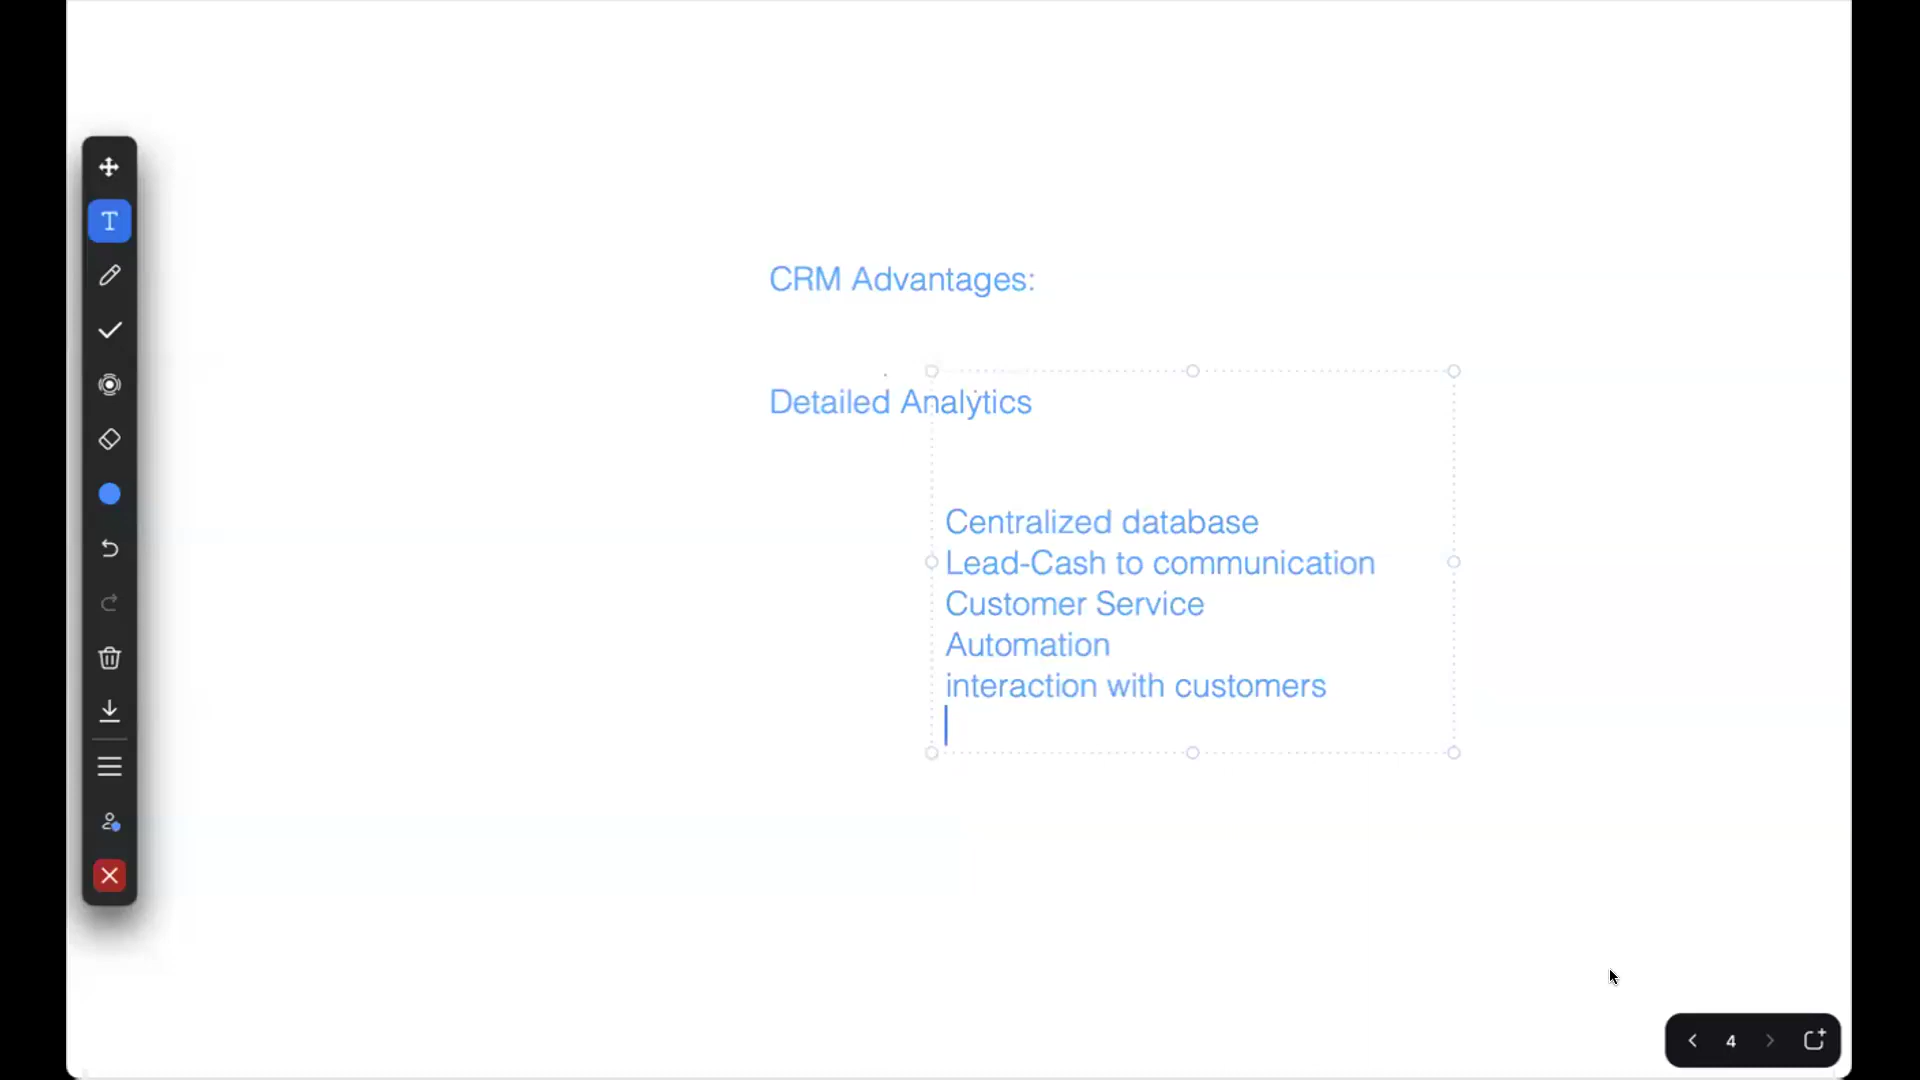 CRM Advantages:
Detailed Analytics
Centralized database
Lead-Cash to communication
Customer Service
Automation
interaction with customers
4